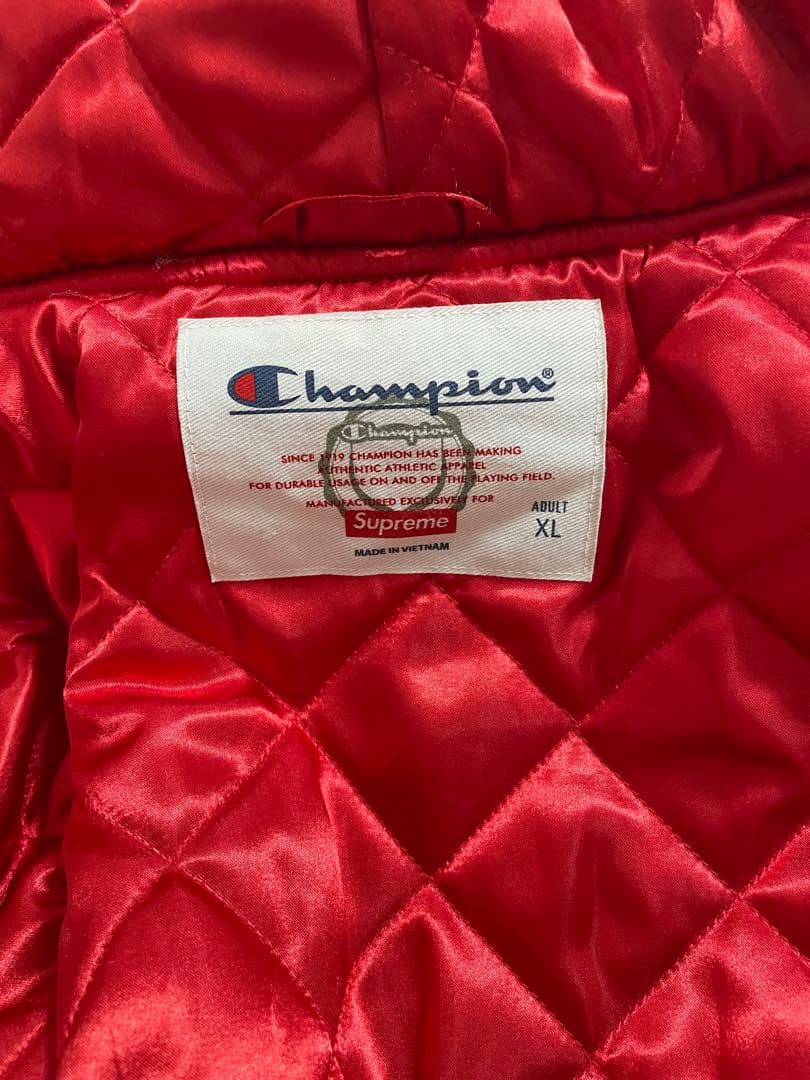 Champion®
Champion
SINCE 1919 CHAMPION HAS BEEN MAKING
AUTHENTIC ATHLETIC APPAREL
FOR DURABLE USAGE ON AND OFF THE PLAYING FIELD.
MANUFACTURED EXCLUSIVELY FOR
Supreme
ADULT
XL
MADE IN VIETNAM